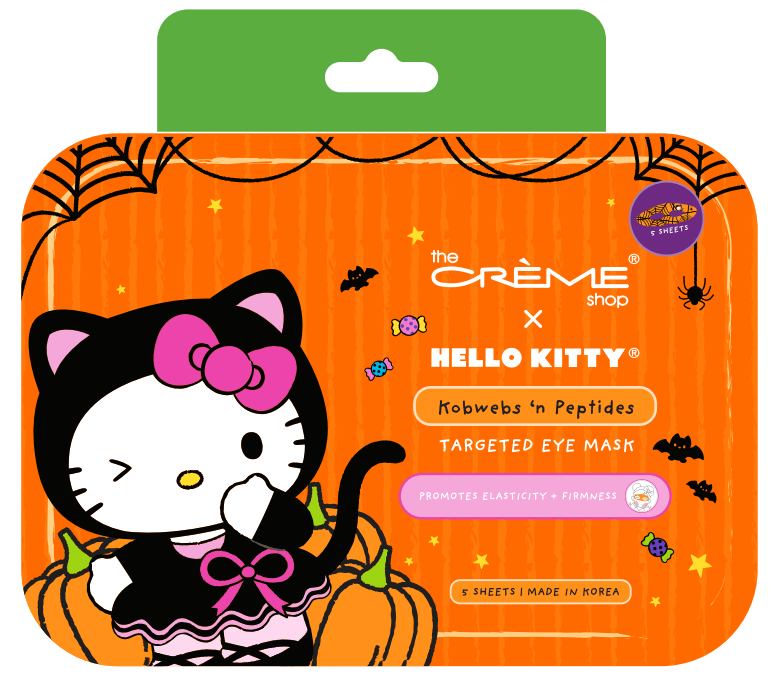 5 SHEETS
the
CRÈME®
shop
×
HELLO KITTY®
Kobwebs 'n Peptides
TARGETED EYE MASK
PROMOTES ELASTICITY + FIRMNESS
5 SHEETS | MADE IN KOREA